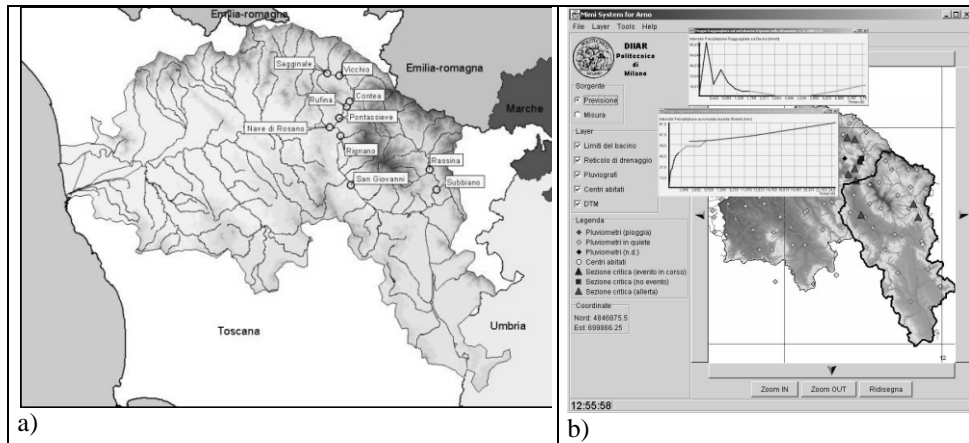 Emilia-romagna
Emilia-romagna
Marche
Saggìnale
Vicchio
Contea
Rufina
Pontassieve
Nave di Rosano
Rignano
Rassina
San Giovanni
Subbiano
Toscana
Umbria
a)
Mimi System for Arno
File Layer Tools Help
DIIAR
Politecnico
di
Milano
Sorgente
Previsione
Misura
Layer
Limiti del bacino
Reticolo di drenaggio
Pluviografi
Centri abitati
DTM
Legenda
Pluviometri (pioggia)
Pluviometri in quiete
Pluviometri (n.d.)
Centri abitati
Sezione critica (evento in corso)
Sezione critica (no evento)
Sezione critica (allerta)
Coordinate
Nord: 4846875.5
Est: 699866.25
12
Zoom IN Zoom OUT Ridisegna
12:55:58
b)